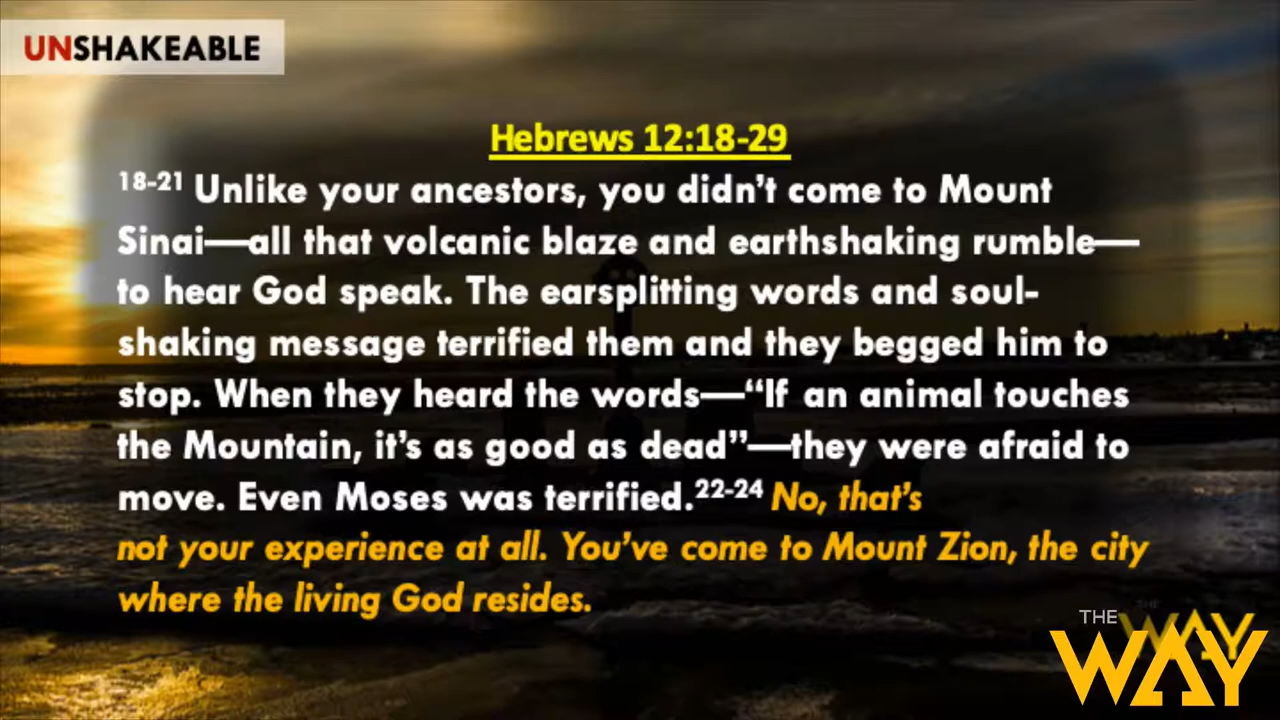 UNSHAKEABLE
Hebrews 12:18-29
18-21 Unlike your ancestors, you didn't come to Mount
Sinai—all that volcanic blaze and earthshaking rumble—
to hear God speak. The earsplitting words and soul-
shaking message terrified them and they begged him to
stop. When they heard the words—“If an animal touches
the Mountain, it's as good as dead”—they were afraid to
move. Even Moses was terrified.22-24 No, that's
not your experience at all. You've come to Mount Zion, the city
where the living God resides.
THE
WAY
THE
WAY